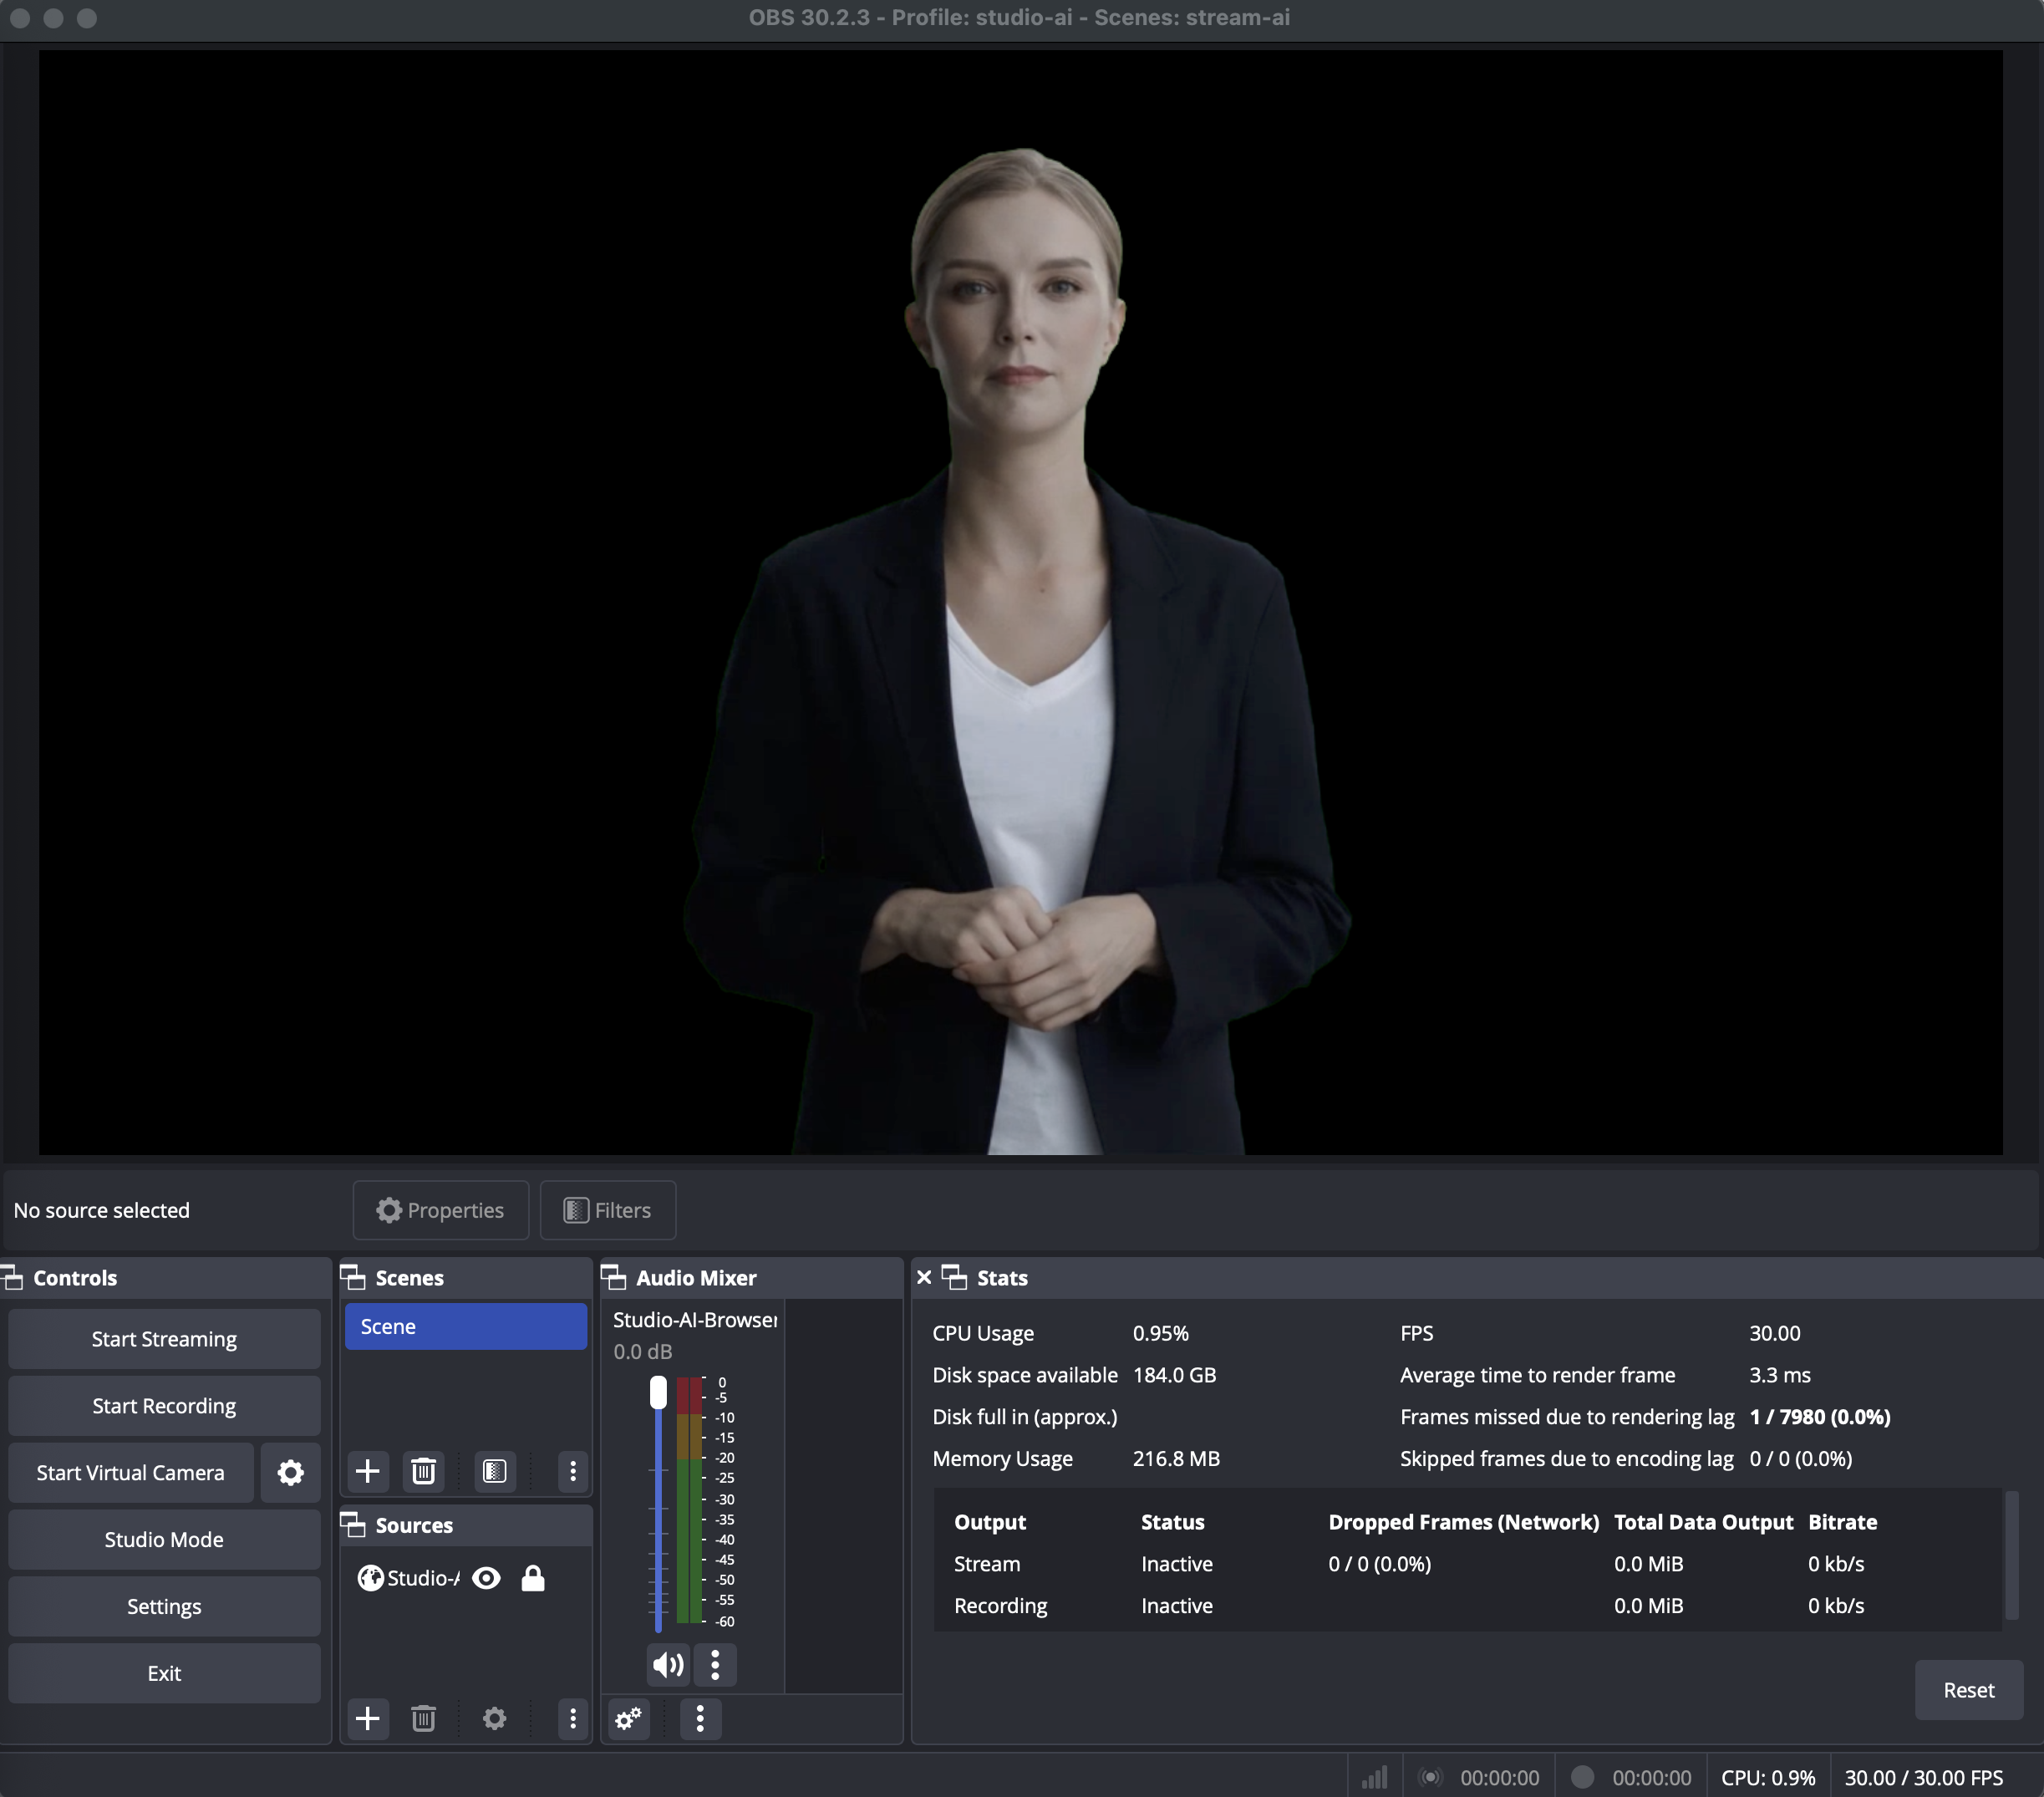 OBS 30.2.3 - Profile: studio-ai - Scenes: stream-ai
No source selected
Properties
Filters
Controls
Start Streaming
Start Recording
Start Virtual Camera
Studio Mode
Settings
Exit
Scenes
Scene
Sources
Studio-A
Audio Mixer
Studio-AI-Browser
0.0 dB
0
-5
-10
-15
-20
-25
-30
-35
-40
-45
-50
-55
-60
Stats
CPU Usage 0.95% FPS 30.00
Disk space available 184.0 GB Average time to render frame 3.3 ms
Disk full in (approx.) Frames missed due to rendering lag 1 / 7980 (0.0%)
Memory Usage 216.8 MB Skipped frames due to encoding lag 0 / 0 (0.0%)
Output Status Dropped Frames (Network) Total Data Output Bitrate
Stream Inactive 0 / 0 (0.0%) 0.0 MiB 0 kb/s
Recording Inactive 0.0 MiB 0 kb/s
Reset
00:00:00 00:00:00 CPU: 0.9% 30.00 / 30.00 FPS